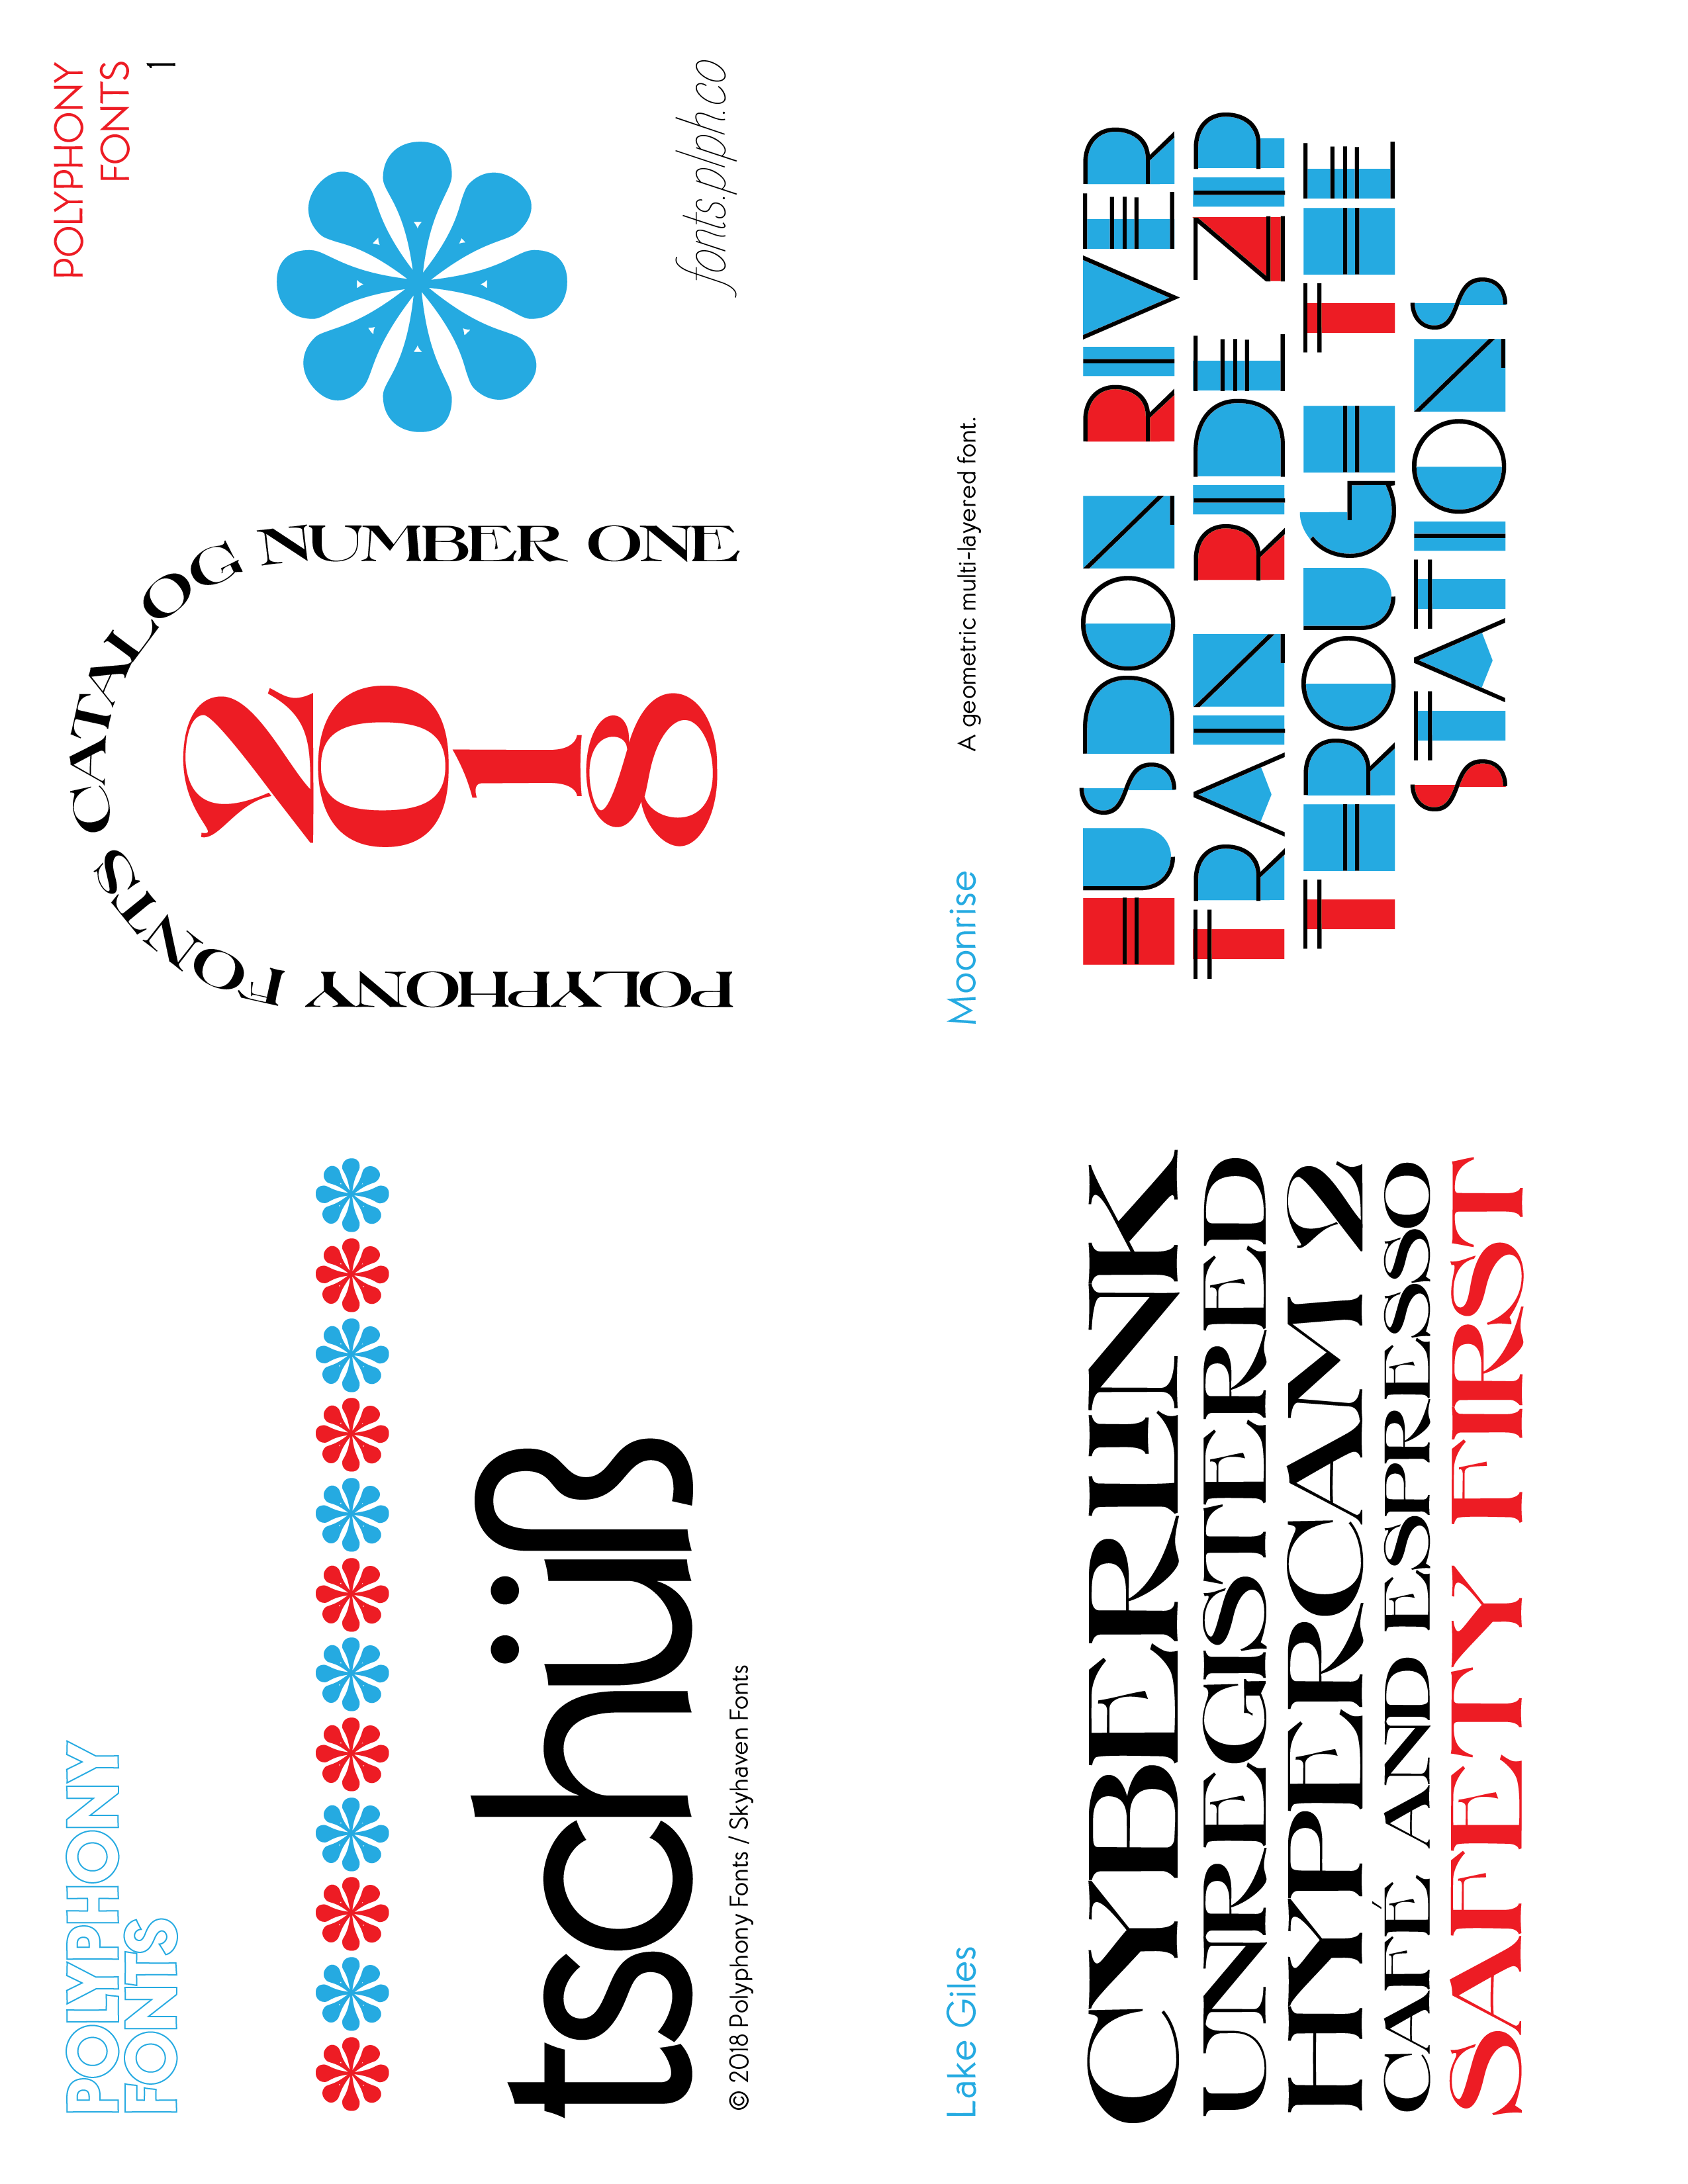 POLYPHONY
FONTS
tschüß
© 2018 Polyphony Fonts / Skyhaven Fonts
POLYPHONY FONTS CATALOG NUMBER ONE
2018
POLYPHONY
FONTS
1
fonts.plph.co
Lake Giles
CYBERLINK
UNREGISTERED
HYPERCAM 2
CAFÉ, AND ESPRESSO
SAFETY FIRST
Moonrise
A geometric multi-layered font.
HUSDON RIVER
TRAIN RIDE ZIP
THROUGH THE
STATIONS